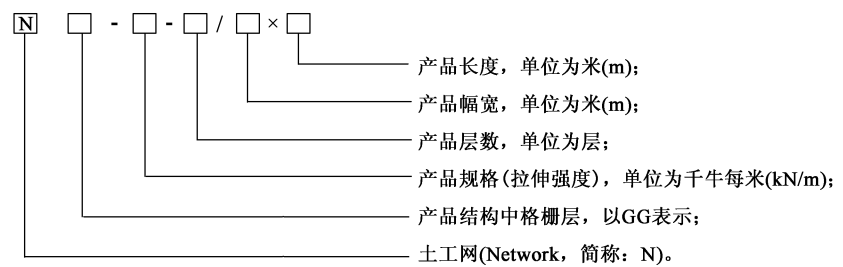 N □ - □ - □ / □ × □
产品长度，单位为米(m)；
产品幅宽，单位为米(m)；
产品层数，单位为层；
产品规格(拉伸强度)，单位为千牛每米(kN/m)；
产品结构中格栅层，以GG表示；
土工网(Network，简称：N)。